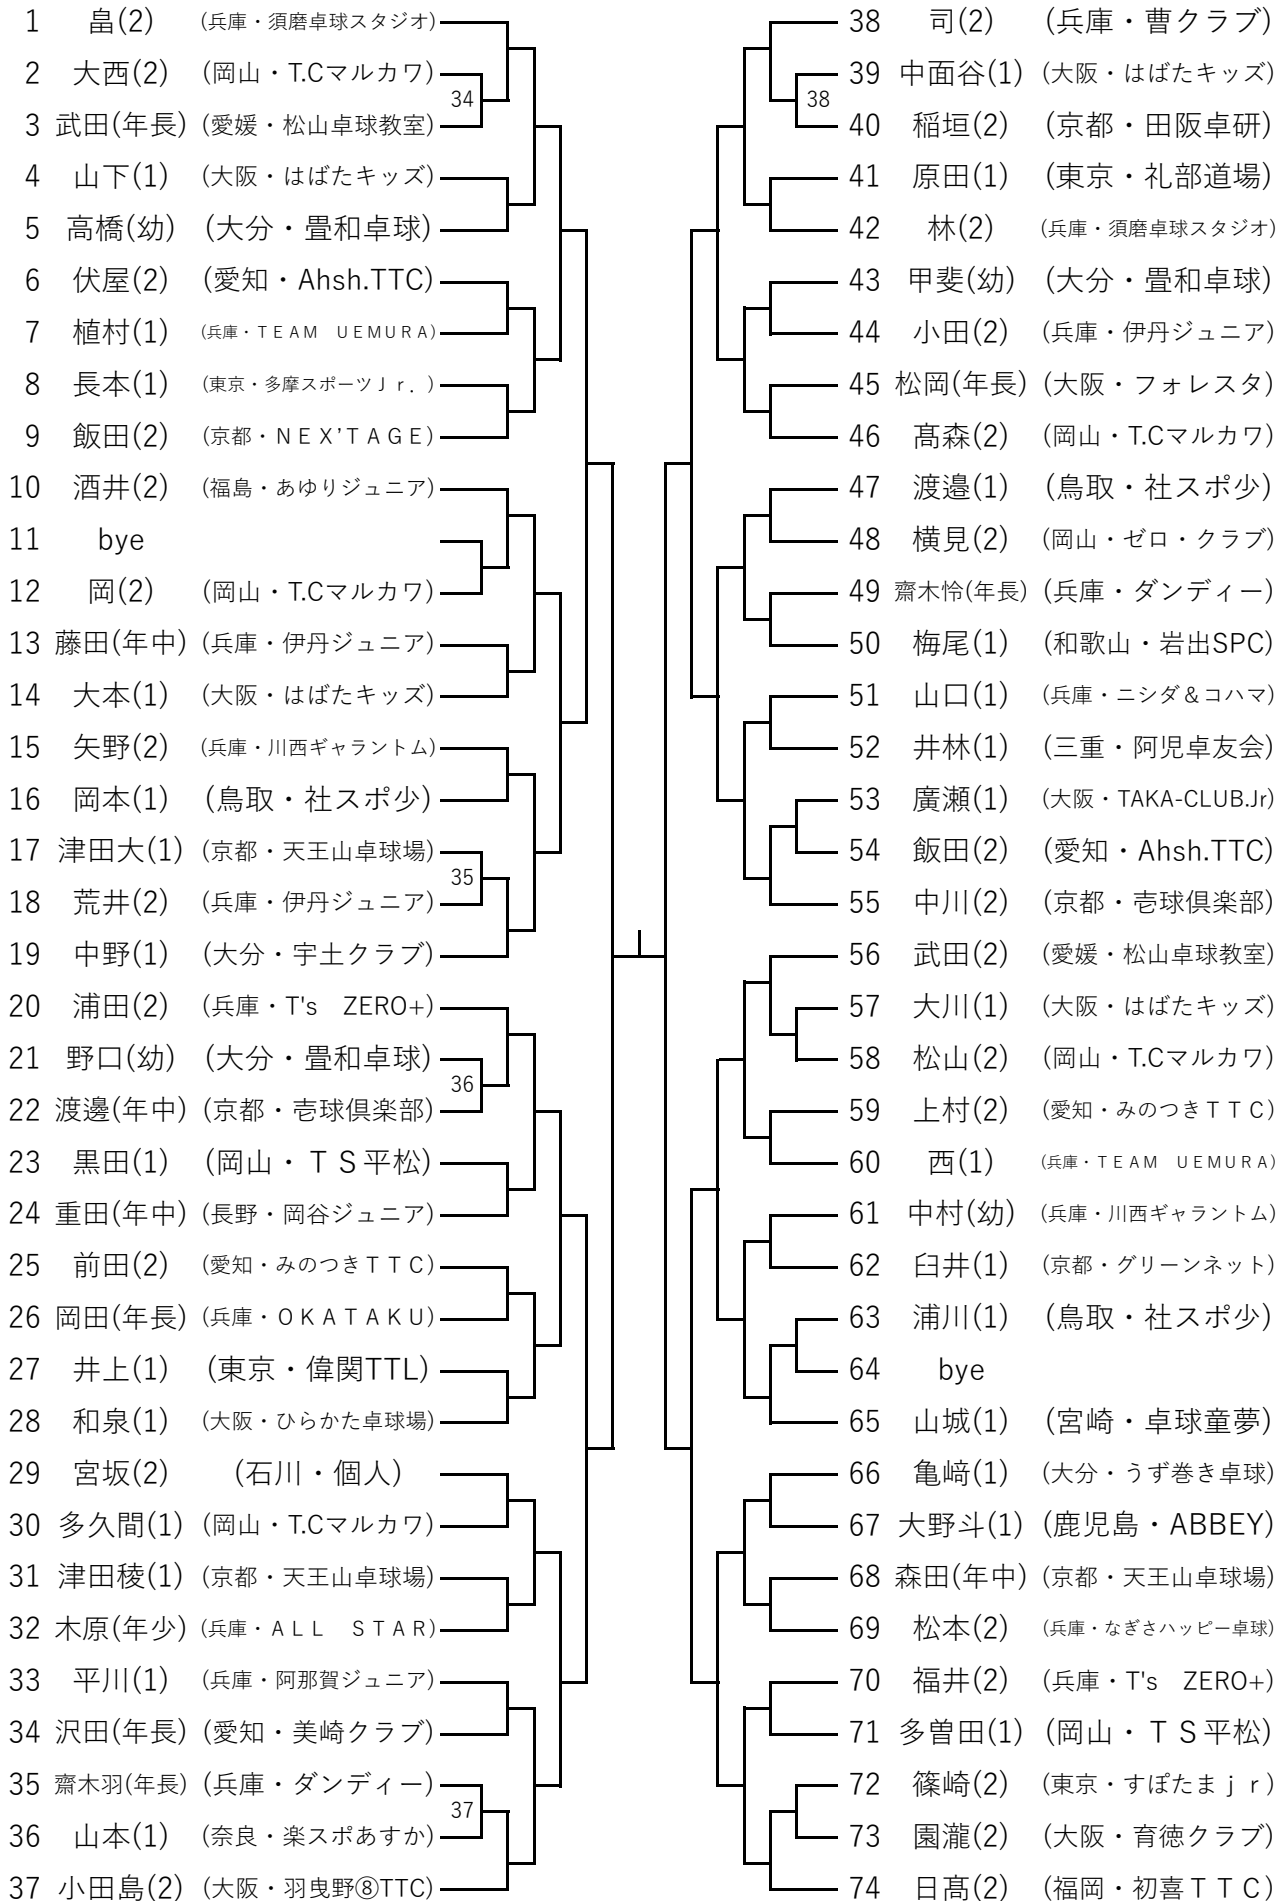 1 畠(2) (兵庫・須磨卓球スタジオ)
2 大西(2) (岡山・T.Cマルカワ)
34
3 武田(年長) (愛媛・松山卓球教室)
4 山下(1) (大阪・はばたキッズ)
5 高橋(幼) (大分・畳和卓球)
6 伏屋(2) (愛知・Ahsh.TTC)
7 植村(1) (兵庫・ＴＥＡＭ　ＵＥＭＵＲＡ)
8 長本(1) (東京・多摩スポーツＪｒ．)
9 飯田(2) (京都・ＮＥＸ’ＴＡＧＥ)
10 酒井(2) (福島・あゆりジュニア)
11 bye
12 岡(2) (岡山・T.Cマルカワ)
13 藤田(年中) (兵庫・伊丹ジュニア)
14 大本(1) (大阪・はばたキッズ)
15 矢野(2) (兵庫・川西ギャラントム)
16 岡本(1) (鳥取・社スポ少)
17 津田大(1) (京都・天王山卓球場)
35
18 荒井(2) (兵庫・伊丹ジュニア)
19 中野(1) (大分・宇土クラブ)
20 浦田(2) (兵庫・T's　ZERO+)
21 野口(幼) (大分・畳和卓球)
36
22 渡邊(年中) (京都・壱球倶楽部)
23 黒田(1) (岡山・ＴＳ平松)
24 重田(年中) (長野・岡谷ジュニア)
25 前田(2) (愛知・みのつきＴＴＣ)
26 岡田(年長) (兵庫・ＯＫＡＴＡＫＵ)
27 井上(1) (東京・偉関TTL)
28 和泉(1) (大阪・ひらかた卓球場)
29 宮坂(2) (石川・個人)
30 多久間(1) (岡山・T.Cマルカワ)
31 津田稜(1) (京都・天王山卓球場)
32 木原(年少) (兵庫・ＡＬＬ　ＳＴＡＲ)
33 平川(1) (兵庫・阿那賀ジュニア)
34 沢田(年長) (愛知・美崎クラブ)
35 齋木羽(年長) (兵庫・ダンディー)
37
36 山本(1) (奈良・楽スポあすか)
37 小田島(2) (大阪・羽曳野⑧TTC)
38 司(2) (兵庫・曹クラブ)
39 中面谷(1) (大阪・はばたキッズ)
38
40 稲垣(2) (京都・田阪卓研)
41 原田(1) (東京・礼部道場)
42 林(2) (兵庫・須磨卓球スタジオ)
43 甲斐(幼) (大分・畳和卓球)
44 小田(2) (兵庫・伊丹ジュニア)
45 松岡(年長) (大阪・フォレスタ)
46 髙森(2) (岡山・T.Cマルカワ)
47 渡邉(1) (鳥取・社スポ少)
48 横見(2) (岡山・ゼロ・クラブ)
49 齋木怜(年長) (兵庫・ダンディー)
50 梅尾(1) (和歌山・岩出SPC)
51 山口(1) (兵庫・ニシダ＆コハマ)
52 井林(1) (三重・阿児卓友会)
53 廣瀬(1) (大阪・TAKA-CLUB.Jr)
54 飯田(2) (愛知・Ahsh.TTC)
55 中川(2) (京都・壱球倶楽部)
56 武田(2) (愛媛・松山卓球教室)
57 大川(1) (大阪・はばたキッズ)
58 松山(2) (岡山・T.Cマルカワ)
59 上村(2) (愛知・みのつきＴＴＣ)
60 西(1) (兵庫・ＴＥＡＭ　ＵＥＭＵＲＡ)
61 中村(幼) (兵庫・川西ギャラントム)
62 臼井(1) (京都・グリーンネット)
63 浦川(1) (鳥取・社スポ少)
64 bye
65 山城(1) (宮崎・卓球童夢)
66 亀﨑(1) (大分・うず巻き卓球)
67 大野斗(1) (鹿児島・ABBEY)
68 森田(年中) (京都・天王山卓球場)
69 松本(2) (兵庫・なぎさハッピー卓球)
70 福井(2) (兵庫・T's　ZERO+)
71 多曽田(1) (岡山・ＴＳ平松)
72 篠崎(2) (東京・すぽたまｊｒ)
73 園瀧(2) (大阪・育徳クラブ)
74 日髙(2) (福岡・初喜ＴＴＣ)